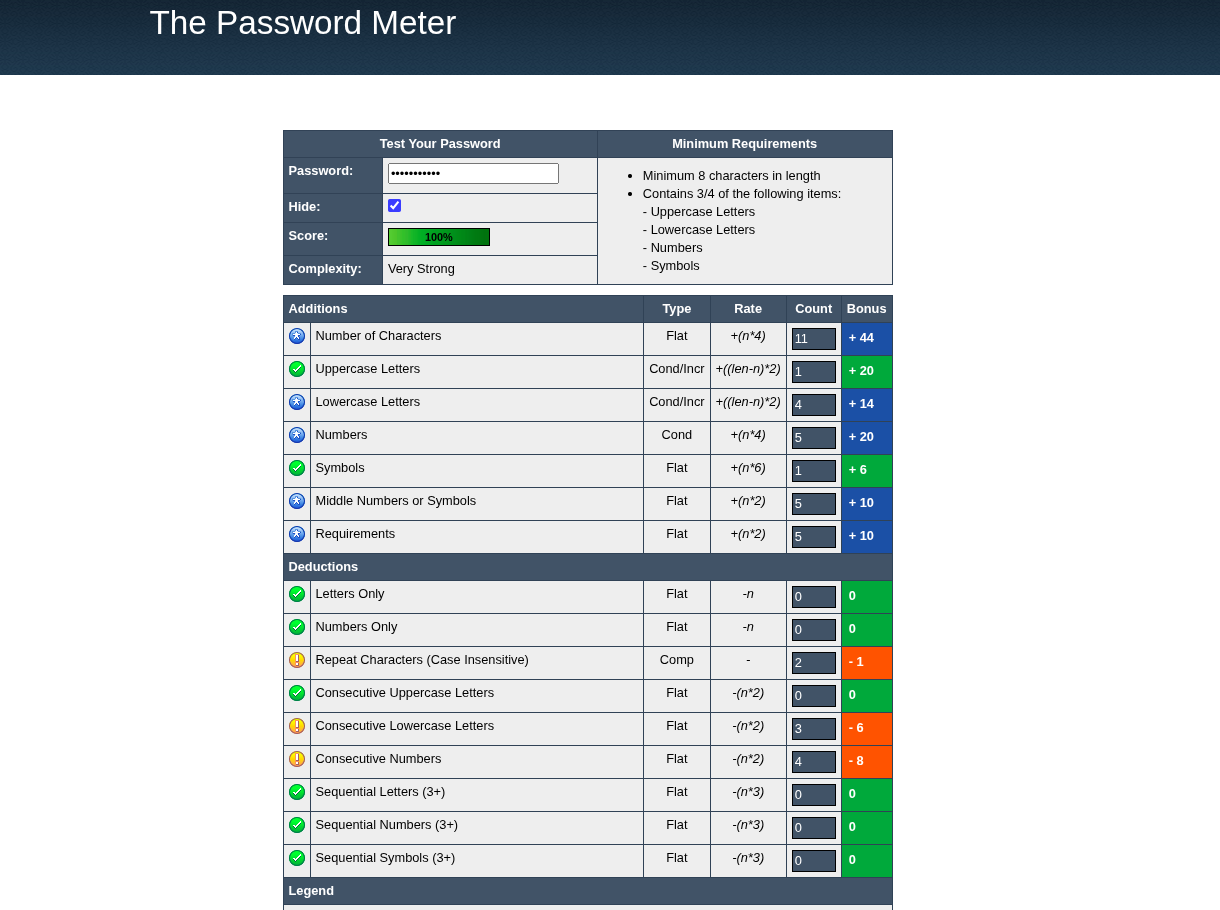 The Password Meter
Test Your Password
Minimum Requirements
Password:
•••••••••••
Hide:
Score:
100%
Complexity:
Very Strong
Minimum 8 characters in length
Contains 3/4 of the following items:
- Uppercase Letters
- Lowercase Letters
- Numbers
- Symbols
Additions Type Rate Count Bonus
Number of Characters Flat +(n*4) 11 + 44
Uppercase Letters Cond/Incr +((len-n)*2) 1 + 20
Lowercase Letters Cond/Incr +((len-n)*2) 4 + 14
Numbers Cond +(n*4) 5 + 20
Symbols Flat +(n*6) 1 + 6
Middle Numbers or Symbols Flat +(n*2) 5 + 10
Requirements Flat +(n*2) 5 + 10
Deductions
Letters Only Flat -n 0 0
Numbers Only Flat -n 0 0
Repeat Characters (Case Insensitive) Comp - 2 - 1
Consecutive Uppercase Letters Flat -(n*2) 0 0
Consecutive Lowercase Letters Flat -(n*2) 3 - 6
Consecutive Numbers Flat -(n*2) 4 - 8
Sequential Letters (3+) Flat -(n*3) 0 0
Sequential Numbers (3+) Flat -(n*3) 0 0
Sequential Symbols (3+) Flat -(n*3) 0 0
Legend